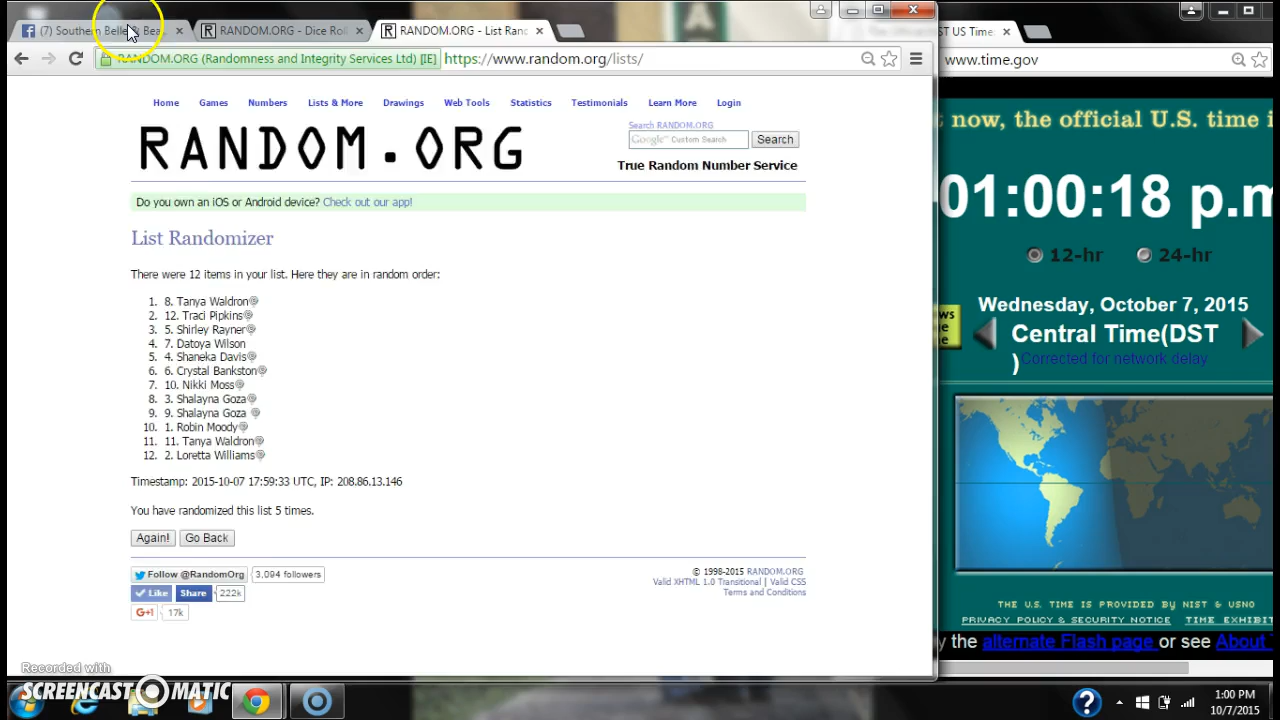 (7) Southern Belle's Bea
RANDOM.ORG - Dice Rol
RANDOM.ORG - List Ran
ST US Time
RANDOM.ORG (Randomness and Integrity Services Ltd) [IE]
https://www.random.org/lists/
www.time.gov
Home Games Numbers Lists & More Drawings Web Tools Statistics Testimonials Learn More Login
RANDOM.ORG
Search RANDOM.ORG
Google™ Custom Search
Search
True Random Number Service
Do you own an iOS or Android device? Check out our app!
List Randomizer
There were 12 items in your list. Here they are in random order:
1. 8. Tanya Waldron
2. 12. Traci Pipkins
3. 5. Shirley Rayner
4. 7. Datoya Wilson
5. 4. Shaneka Davis
6. 6. Crystal Bankston
7. 10. Nikki Moss
8. 3. Shalayna Goza
9. 9. Shalayna Goza
10. 1. Robin Moody
11. 11. Tanya Waldron
12. 2. Loretta Williams
Timestamp: 2015-10-07 17:59:33 UTC, IP: 208.86.13.146
You have randomized this list 5 times.
Again! Go Back
Follow @RandomOrg 3,094 followers
Like Share 222k
G+1 17k
© 1998-2015 RANDOM.ORG
Valid XHTML 1.0 Transitional | Valid CSS
Terms and Conditions
now, the official U.S. time i
01:00:18 p.m
12-hr 24-hr
Wednesday, October 7, 2015
Central Time(DST
)
Corrected for network delay
THE U.S. TIME IS PROVIDED BY NIST & USNO
PRIVACY POLICY & SECURITY NOTICE TIME EXHIBIT
y the alternate Flash page or see About
Recorded with
SCREENCAST MATIC
1:00 PM
10/7/2015